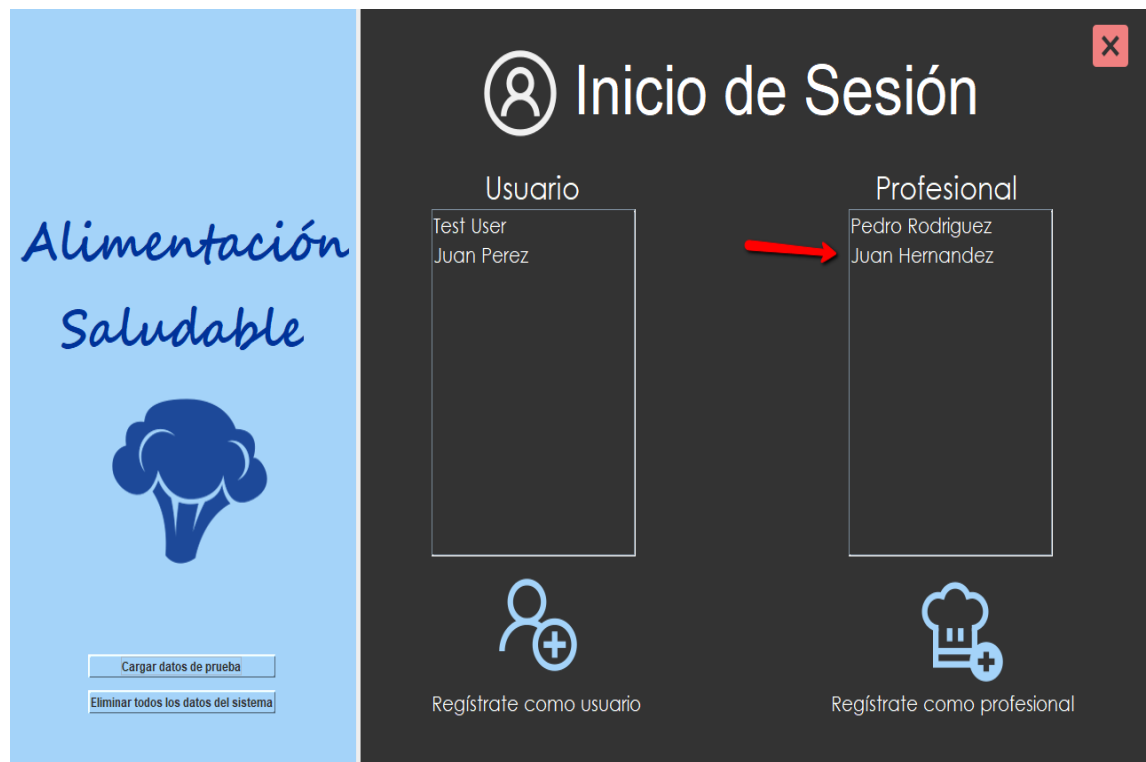 Alimentación
Saludable
Cargar datos de prueba
Eliminar todos los datos del sistema
Inicio de Sesión
Usuario
Test User
Juan Perez
Regístrate como usuario
Profesional
Pedro Rodriguez
Juan Hernandez
Regístrate como profesional